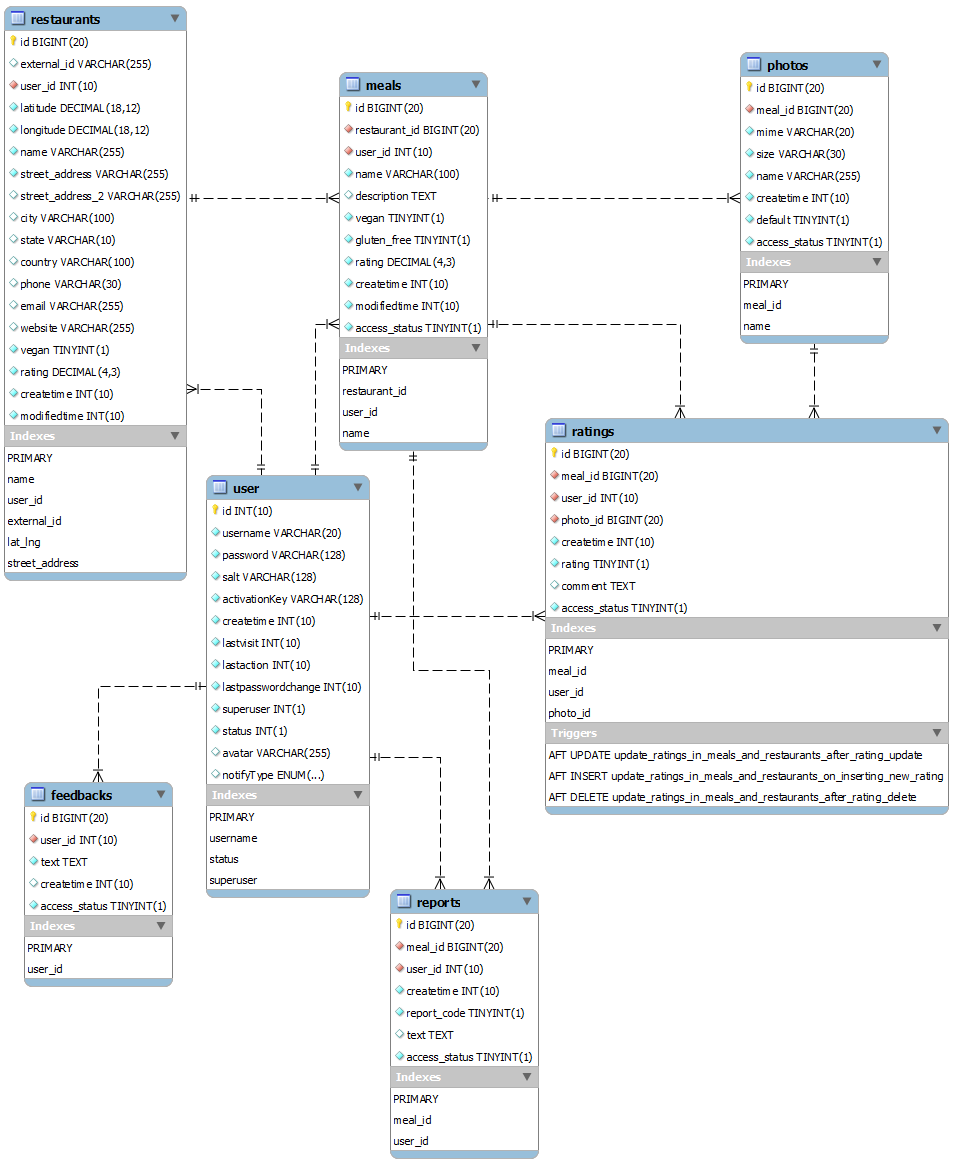 restaurants
id BIGINT(20)
external_id VARCHAR(255)
user_id INT(10)
latitude DECIMAL(18,12)
longitude DECIMAL(18,12)
name VARCHAR(255)
street_address VARCHAR(255)
street_address_2 VARCHAR(255)
city VARCHAR(100)
state VARCHAR(10)
country VARCHAR(100)
phone VARCHAR(30)
email VARCHAR(255)
website VARCHAR(255)
vegan TINYINT(1)
rating DECIMAL(4,3)
createtime INT(10)
modifiedtime INT(10)
Indexes
PRIMARY
name
user_id
external_id
lat_lng
street_address
meals
id BIGINT(20)
restaurant_id BIGINT(20)
user_id INT(10)
name VARCHAR(100)
description TEXT
vegan TINYINT(1)
gluten_free TINYINT(1)
rating DECIMAL(4,3)
createtime INT(10)
modifiedtime INT(10)
access_status TINYINT(1)
Indexes
PRIMARY
restaurant_id
user_id
name
photos
id BIGINT(20)
meal_id BIGINT(20)
mime VARCHAR(20)
size VARCHAR(30)
name VARCHAR(255)
createtime INT(10)
default TINYINT(1)
access_status TINYINT(1)
Indexes
PRIMARY
meal_id
name
user
id INT(10)
username VARCHAR(20)
password VARCHAR(128)
salt VARCHAR(128)
activationKey VARCHAR(128)
createtime INT(10)
lastvisit INT(10)
lastaction INT(10)
lastpasswordchange INT(10)
superuser INT(1)
status INT(1)
avatar VARCHAR(255)
notifyType ENUM(...)
Indexes
PRIMARY
username
status
superuser
ratings
id BIGINT(20)
meal_id BIGINT(20)
user_id INT(10)
photo_id BIGINT(20)
createtime INT(10)
rating TINYINT(1)
comment TEXT
access_status TINYINT(1)
Indexes
PRIMARY
meal_id
user_id
photo_id
Triggers
AFT UPDATE update_ratings_in_meals_and_restaurants_after_rating_update
AFT INSERT update_ratings_in_meals_and_restaurants_on_inserting_new_rating
AFT DELETE update_ratings_in_meals_and_restaurants_after_rating_delete
feedbacks
id BIGINT(20)
user_id INT(10)
text TEXT
createtime INT(10)
access_status TINYINT(1)
Indexes
PRIMARY
user_id
reports
id BIGINT(20)
meal_id BIGINT(20)
user_id INT(10)
createtime INT(10)
report_code TINYINT(1)
text TEXT
access_status TINYINT(1)
Indexes
PRIMARY
meal_id
user_id